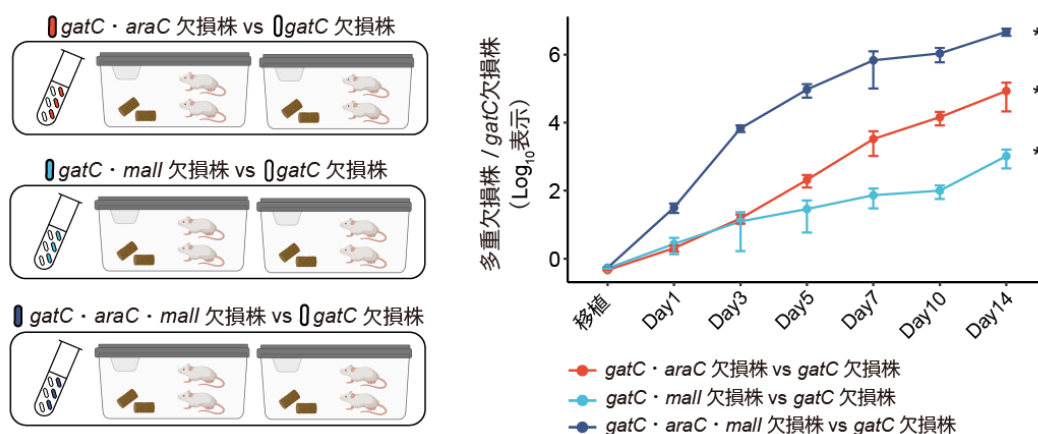 gatC・araC 欠損株 vs gatC 欠損株
gatC・malI 欠損株 vs gatC 欠損株
gatC・araC・malI 欠損株 vs gatC 欠損株
多重欠損株 / gatC欠損株
（Log₁₀表示）
6
4
2
0
*
*
*
移植
Day1
Day3
Day5
Day7
Day10
Day14
gatC・araC 欠損株 vs gatC 欠損株
gatC・malI 欠損株 vs gatC 欠損株
gatC・araC・malI 欠損株 vs gatC 欠損株